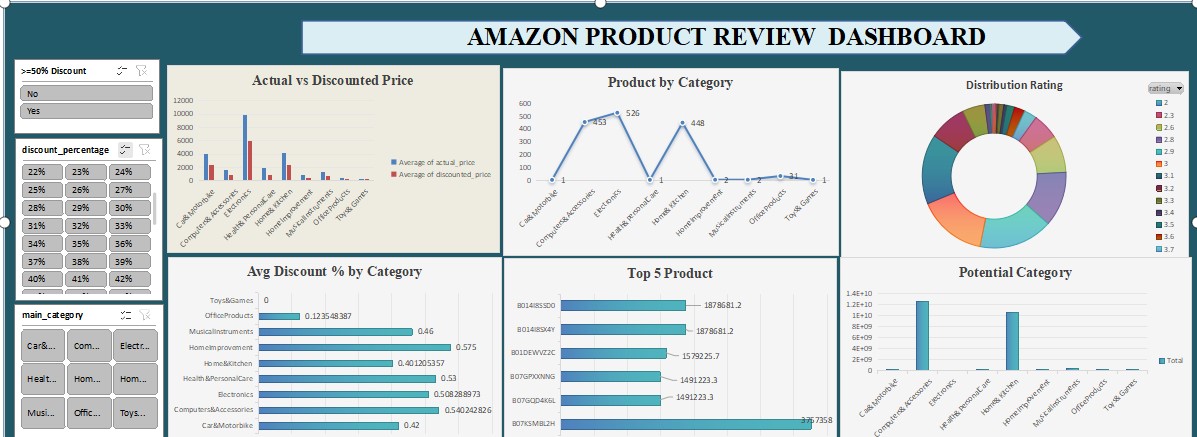 AMAZON PRODUCT REVIEW DASHBOARD
>=50% Discount
No
Yes
discount_percentage
22% 23% 24%
25% 26% 27%
28% 29% 30%
31% 32% 33%
34% 35% 36%
37% 38% 39%
40% 41% 42%
main_category
Car&... Com... Electr...
Healt... Hom... Hom...
Musi... Offic... Toys...
Actual vs Discounted Price
12000
10000
8000
6000
4000
2000
0
Car&Motorbike
Computers&Accessories
Electronics
Health&PersonalCare
Home&Kitchen
HomeImprovement
MusicalInstruments
OfficeProducts
Toys&Games
Average of actual_price
Average of discounted_price
Product by Category
600
500
400
300
200
100
0
1
453
526
1
448
2
2
31
1
Car&Motorbike
Computers&Accessories
Electronics
Health&PersonalCare
Home&Kitchen
HomeImprovement
MusicalInstruments
OfficeProducts
Toys&Games
Distribution Rating
rating
2
2.3
2.6
2.8
2.9
3
3.1
3.2
3.3
3.4
3.5
3.6
3.7
Avg Discount % by Category
Toys&Games 0
OfficeProducts 0.123548387
MusicalInstruments 0.46
HomeImprovement 0.575
Home&Kitchen 0.401205357
Health&PersonalCare 0.53
Electronics 0.508288973
Computers&Accessories 0.540242826
Car&Motorbike 0.42
Top 5 Product
B014I8SSD0 1878681.2
B014I8SX4Y 1878681.2
B01DEWVZ2C 1579225.7
B07GPXXNNG 1491223.3
B07GQD4K6L 1491223.3
B07KSMBL2H 3757358
Potential Category
1.4E+10
1.2E+10
1E+10
8E+09
6E+09
4E+09
2E+09
0
Car&Motorbike
Computers&Accessories
Electronics
Health&PersonalCare
Home&Kitchen
HomeImprovement
MusicalInstruments
OfficeProducts
Toys&Games
Total